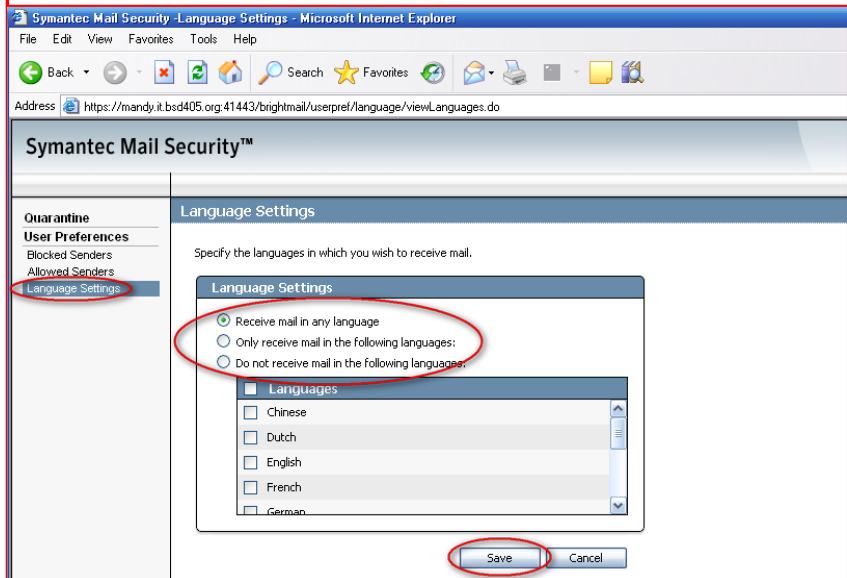 Symantec Mail Security -Language Settings - Microsoft Internet Explorer
File Edit View Favorites Tools Help
Back Search Favorites
Address https://mandy.it.bsd405.org:41443/brightmail/userpref/language/viewLanguages.do
Symantec Mail Security™
Quarantine
User Preferences
Blocked Senders
Allowed Senders
Language Settings
Language Settings
Specify the languages in which you wish to receive mail.
Language Settings
Receive mail in any language
Only receive mail in the following languages:
Do not receive mail in the following languages:
Languages
Chinese
Dutch
English
French
German
Save Cancel